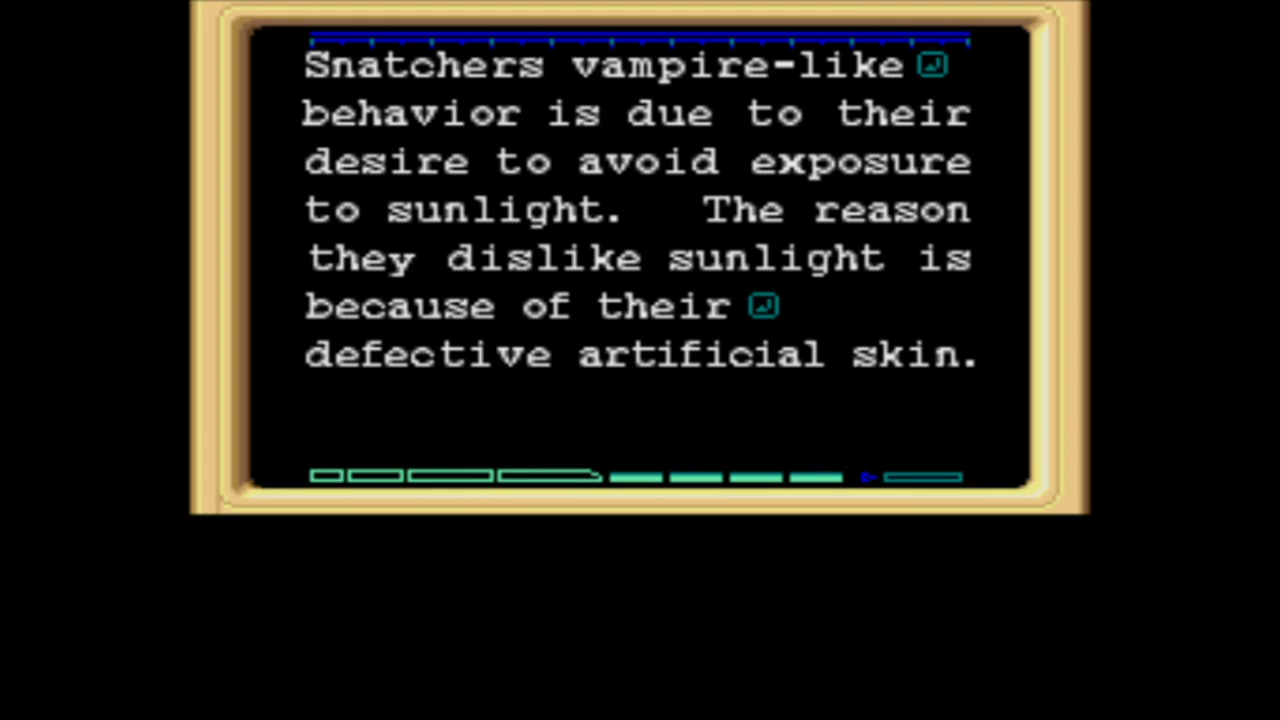 Snatchers vampire-like
behavior is due to their
desire to avoid exposure
to sunlight. The reason
they dislike sunlight is
because of their
defective artificial skin.